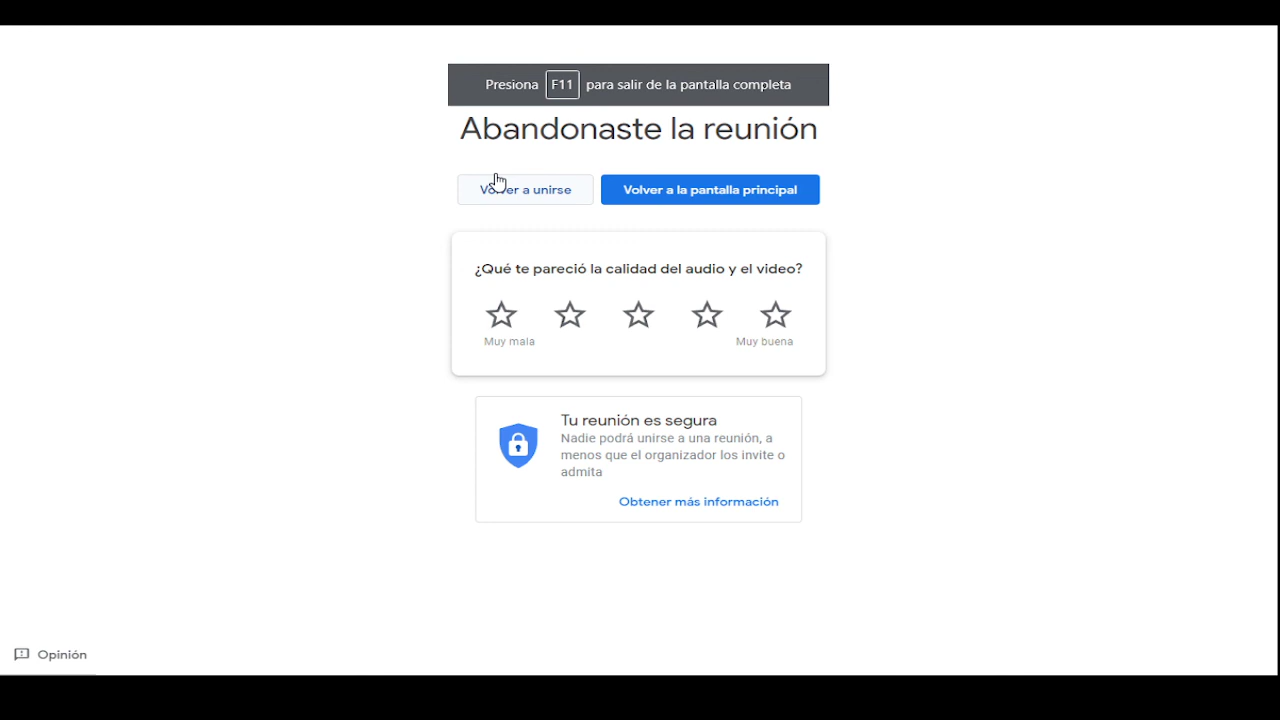 Presiona F11 para salir de la pantalla completa
Abandonaste la reunión
Volver a unirse
Volver a la pantalla principal
¿Qué te pareció la calidad del audio y el video?
Muy mala
Muy buena
Tu reunión es segura
Nadie podrá unirse a una reunión, a
menos que el organizador los invite o
admita
Obtener más información
Opinión